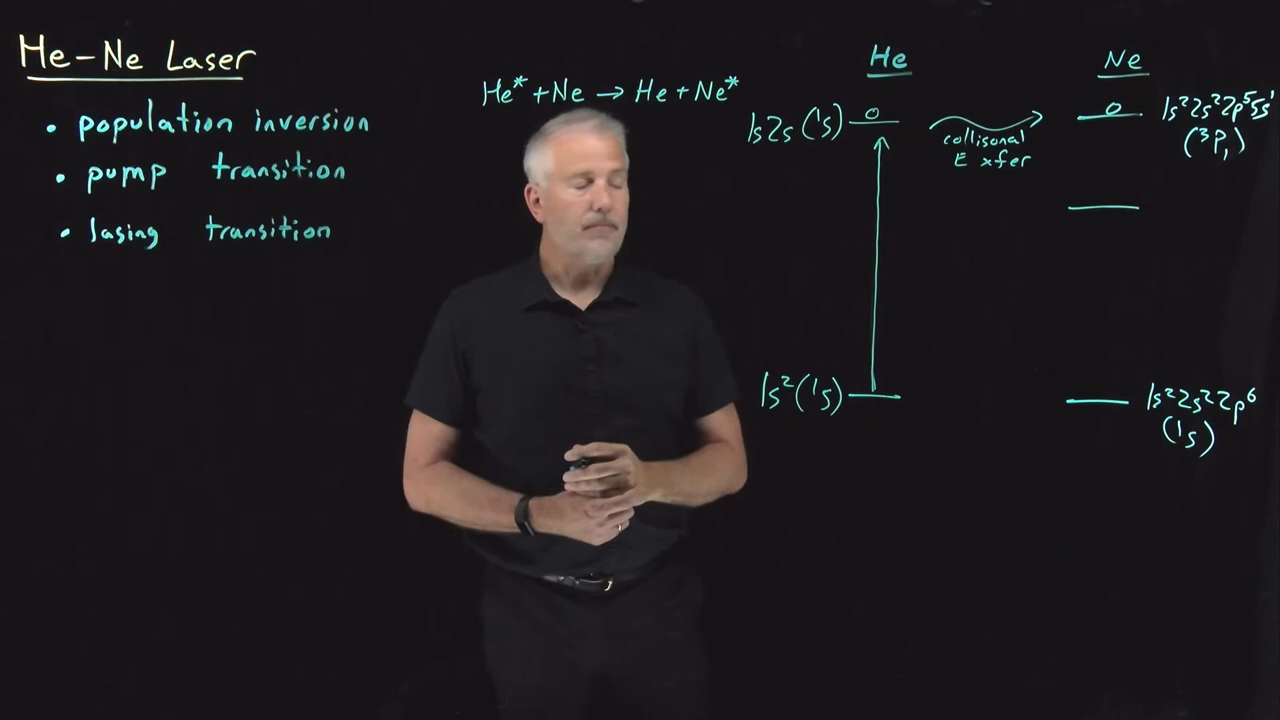 He-Ne Laser
• population inversion
• pump transition
• lasing transition
He* + Ne → He + Ne*
He
1s2s (¹S)
1s² (¹S)
collisonal
E xfer
Ne
1s²2s²2p⁵5s¹
(³P₁)
1s²2s²2p⁶
(¹S)